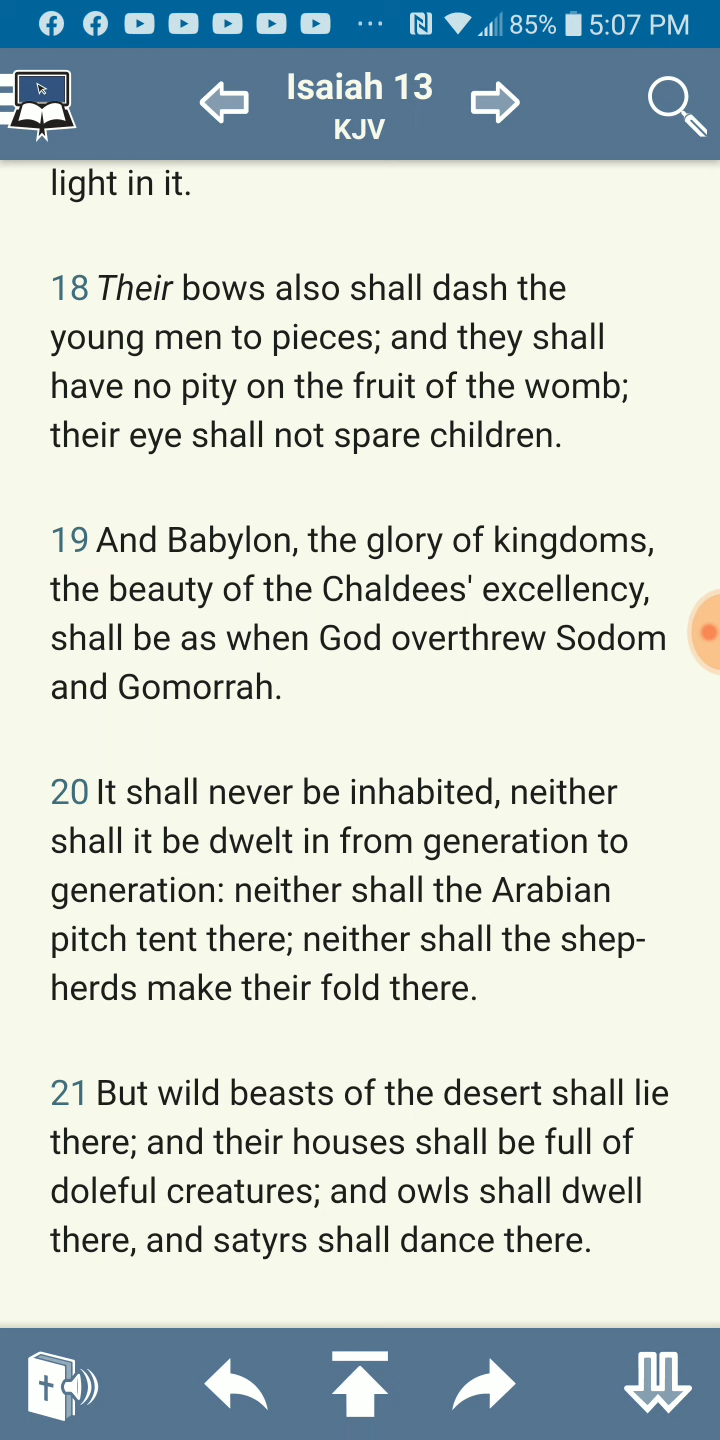 85% 5:07 PM
Isaiah 13
KJV
light in it.
18 Their bows also shall dash the
young men to pieces; and they shall
have no pity on the fruit of the womb;
their eye shall not spare children.
19 And Babylon, the glory of kingdoms,
the beauty of the Chaldees' excellency,
shall be as when God overthrew Sodom
and Gomorrah.
20 It shall never be inhabited, neither
shall it be dwelt in from generation to
generation: neither shall the Arabian
pitch tent there; neither shall the shep-
herds make their fold there.
21 But wild beasts of the desert shall lie
there; and their houses shall be full of
doleful creatures; and owls shall dwell
there, and satyrs shall dance there.